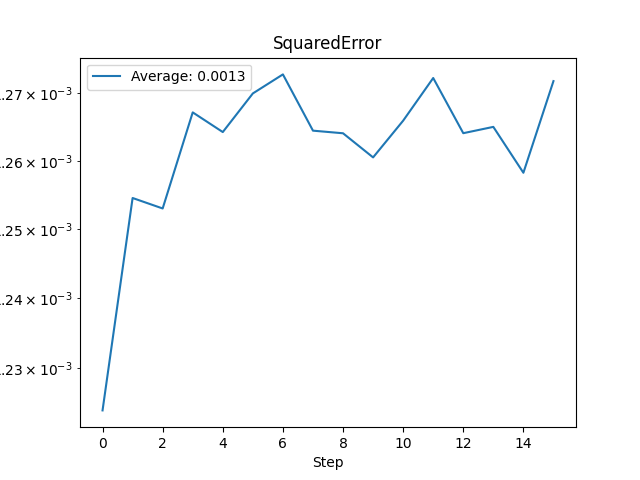 SquaredError
Average: 0.0013
.27 × 10⁻³
.26 × 10⁻³
.25 × 10⁻³
.24 × 10⁻³
.23 × 10⁻³
0 2 4 6 8 10 12 14
Step